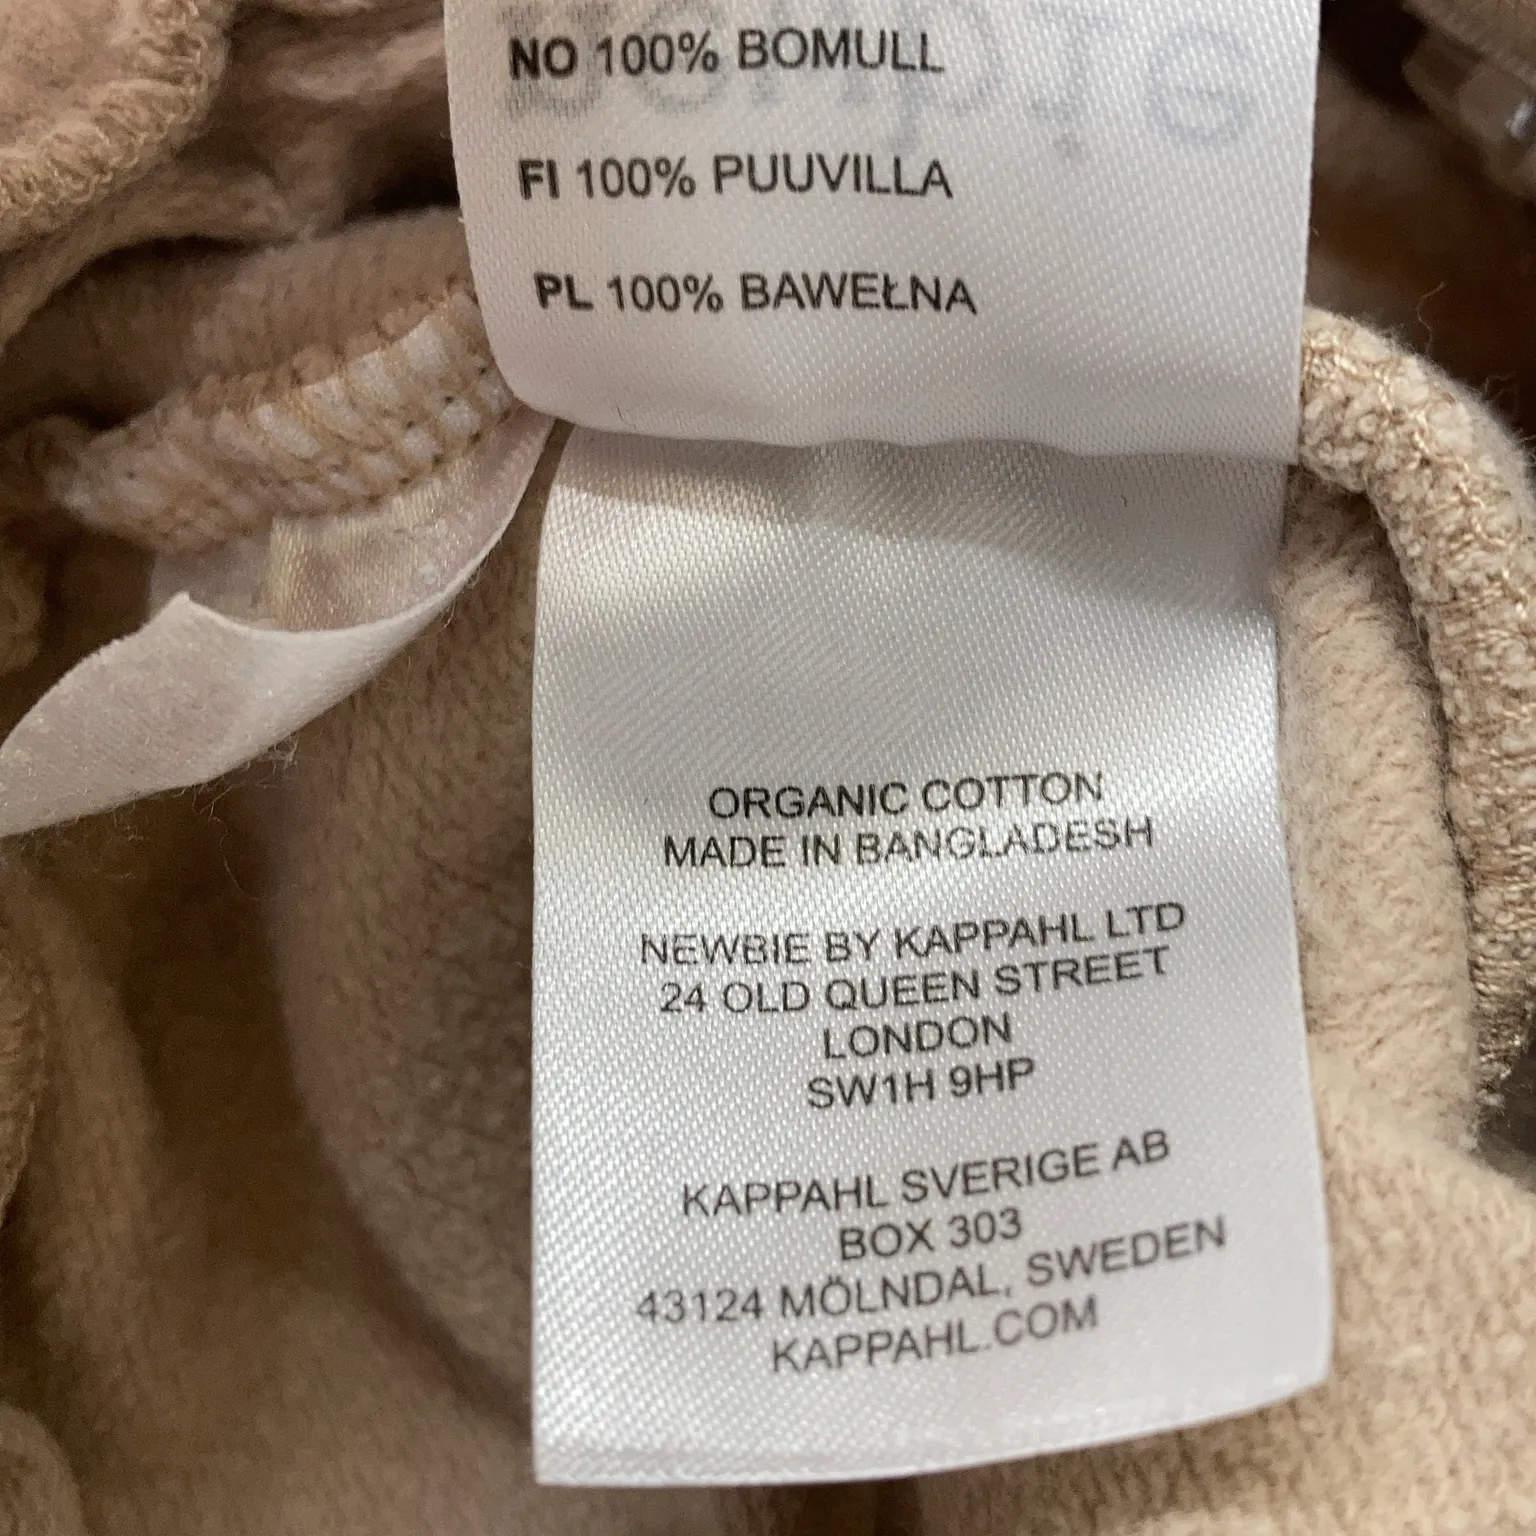 NO 100% BOMULL
FI 100% PUUVILLA
PL 100% BAWEŁNA
ORGANIC COTTON
MADE IN BANGLADESH
NEWBIE BY KAPPAHL LTD
24 OLD QUEEN STREET
LONDON
SW1H 9HP
KAPPAHL SVERIGE AB
BOX 303
43124 MÖLNDAL, SWEDEN
KAPPAHL.COM